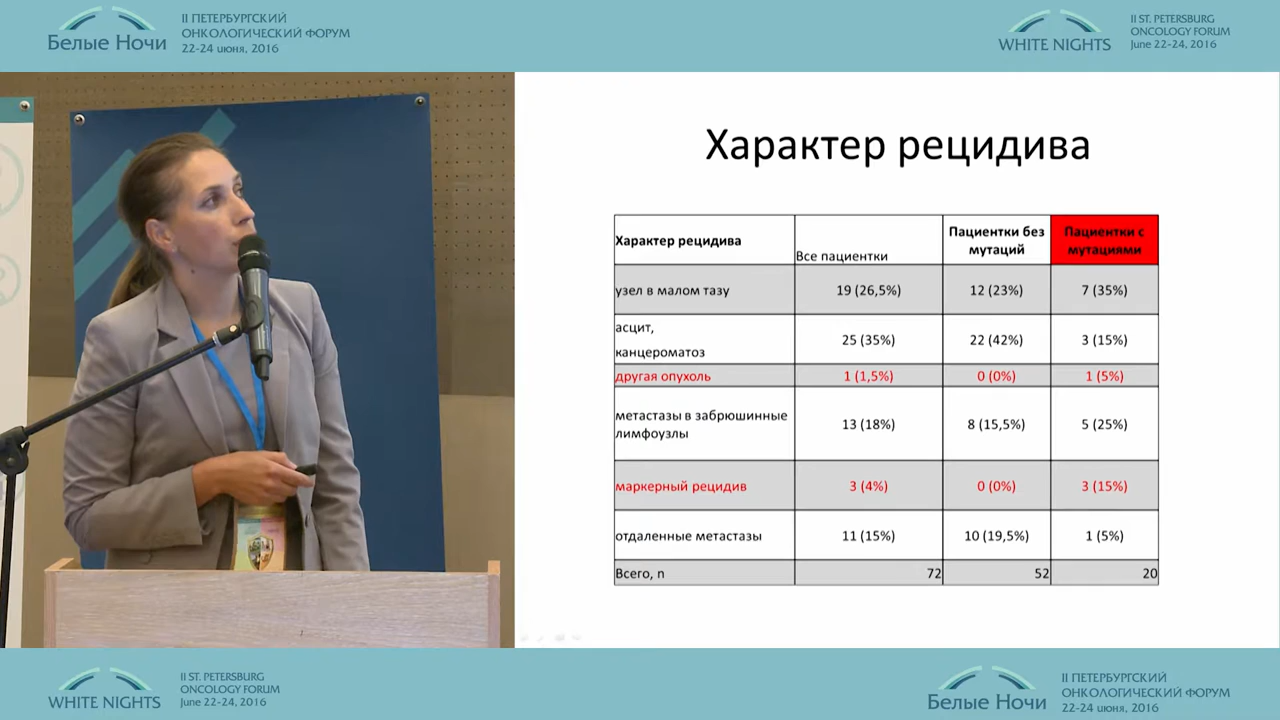 Белые Ночи
II ПЕТЕРБУРГСКИЙ
ОНКОЛОГИЧЕСКИЙ ФОРУМ
22-24 июня, 2016
WHITE NIGHTS
II ST. PETERSBURG
ONCOLOGY FORUM
June 22-24, 2016
Характер рецидива
Характер рецидива
Все пациентки
Пациентки без
мутаций
Пациентки с
мутациями
узел в малом тазу
19 (26,5%)
12 (23%)
7 (35%)
асцит,
канцероматоз
25 (35%)
22 (42%)
3 (15%)
другая опухоль
1 (1,5%)
0 (0%)
1 (5%)
метастазы в забрюшинные
лимфоузлы
13 (18%)
8 (15,5%)
5 (25%)
маркерный рецидив
3 (4%)
0 (0%)
3 (15%)
отдаленные метастазы
11 (15%)
10 (19,5%)
1 (5%)
Всего, n
72
52
20
WHITE NIGHTS
II ST. PETERSBURG
ONCOLOGY FORUM
June 22-24, 2016
Белые Ночи
II ПЕТЕРБУРГСКИЙ
ОНКОЛОГИЧЕСКИЙ ФОРУМ
22-24 июня, 2016